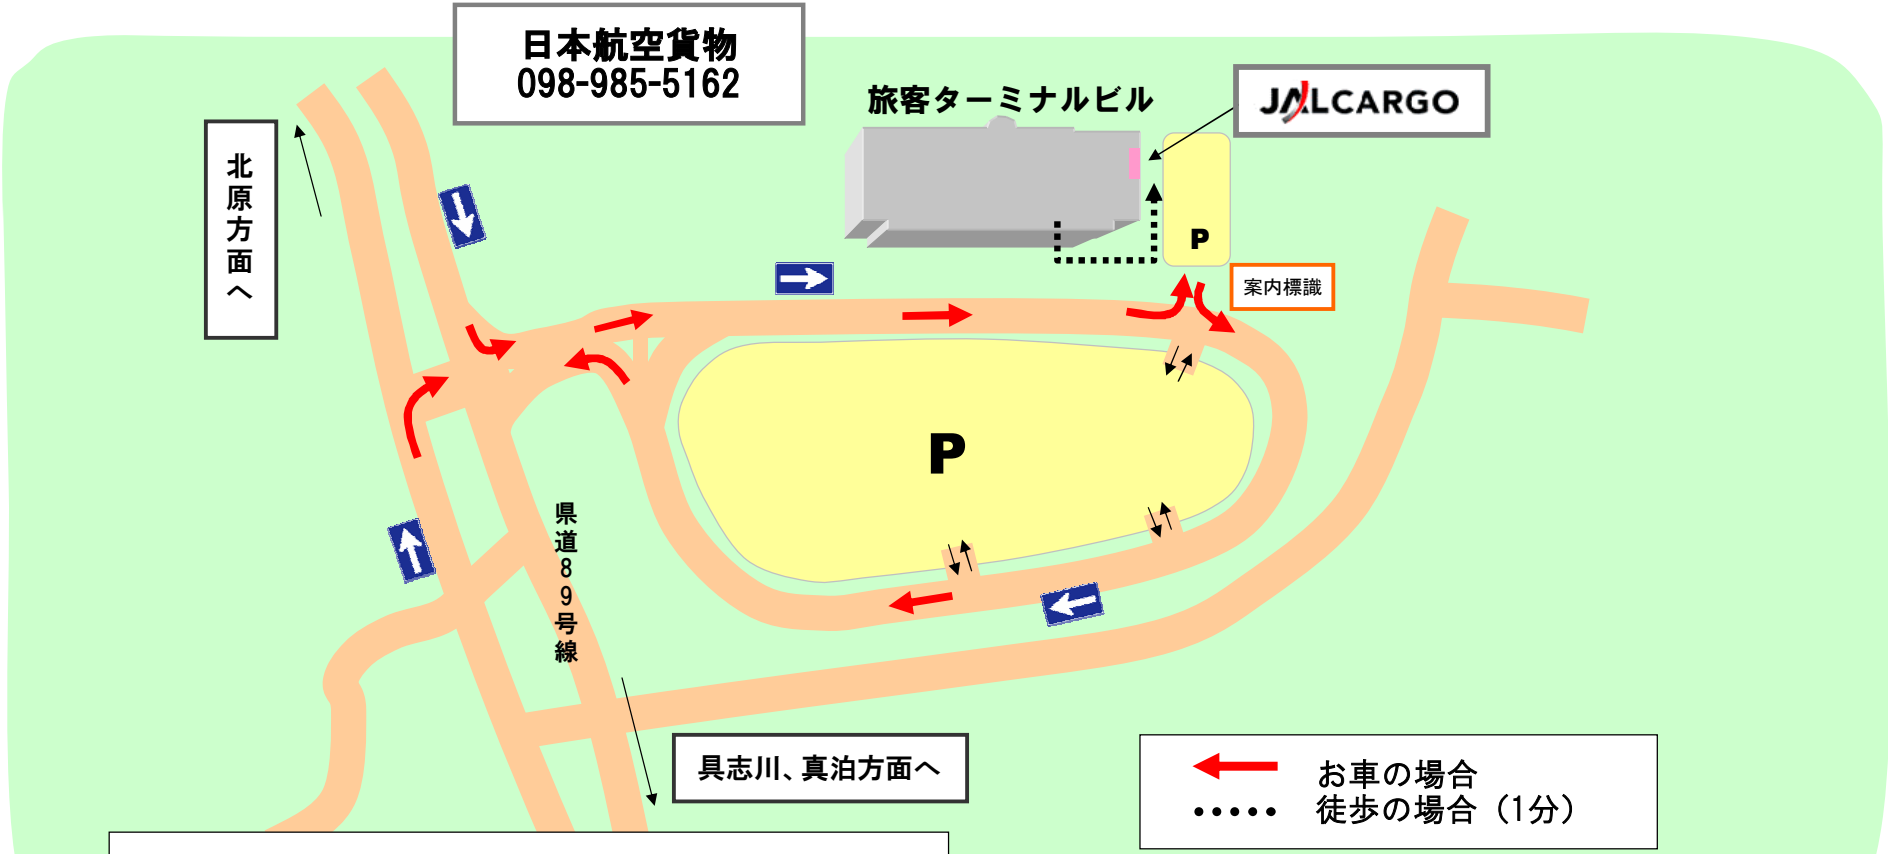 日本航空貨物
098-985-5162
旅客ターミナルビル
JALCARGO
北原方面へ
P
案内標識
P
県道89号線
具志川、真泊方面へ
お車の場合
徒歩の場合（1分）